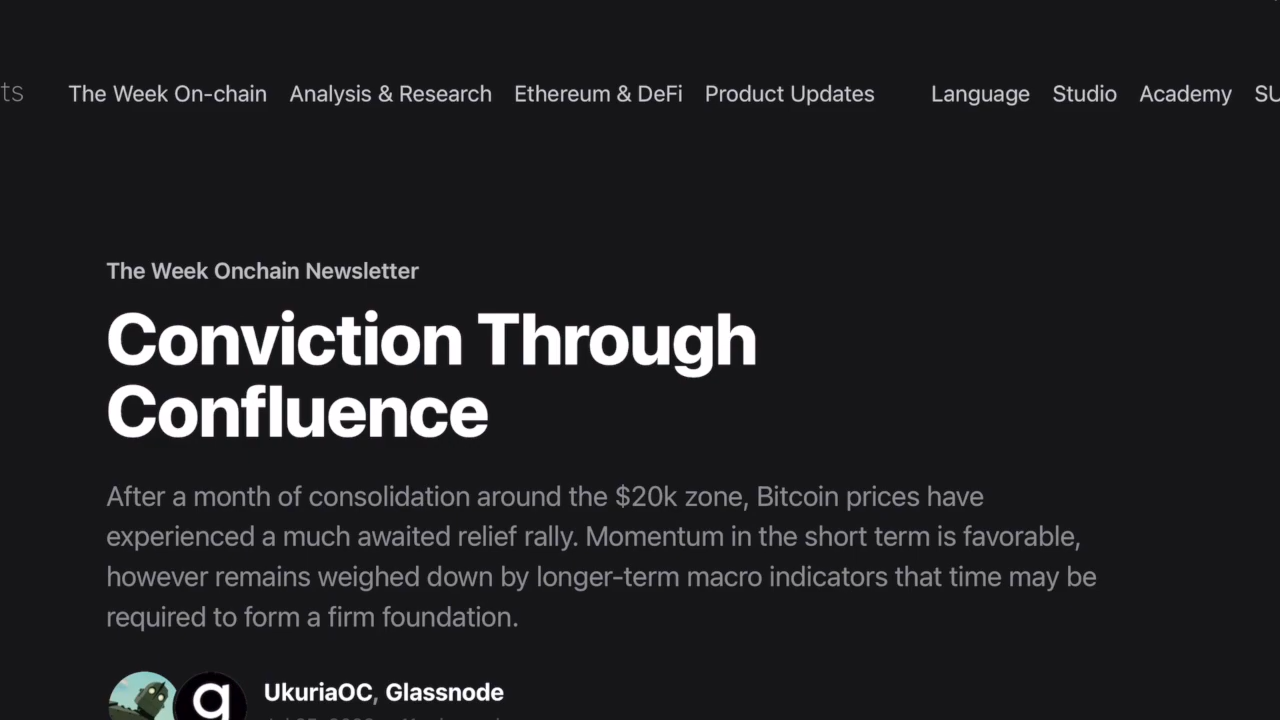 The Week On-chain Analysis & Research Ethereum & DeFi Product Updates Language Studio Academy
The Week Onchain Newsletter
Conviction Through
Confluence
After a month of consolidation around the $20k zone, Bitcoin prices have
experienced a much awaited relief rally. Momentum in the short term is favorable,
however remains weighed down by longer-term macro indicators that time may be
required to form a firm foundation.
g
UkuriaOC, Glassnode